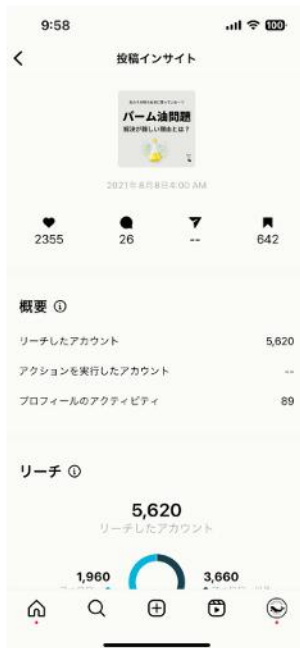 9:58
100
投稿インサイト
パーム油問題
解決が難しい理由とは？
2021年8月8日4:00 AM
2355
26
--
642
概要
リーチしたアカウント
5,620
アクションを実行したアカウント
--
プロフィールのアクティビティ
89
リーチ
5,620
リーチしたアカウント
1,960
3,660